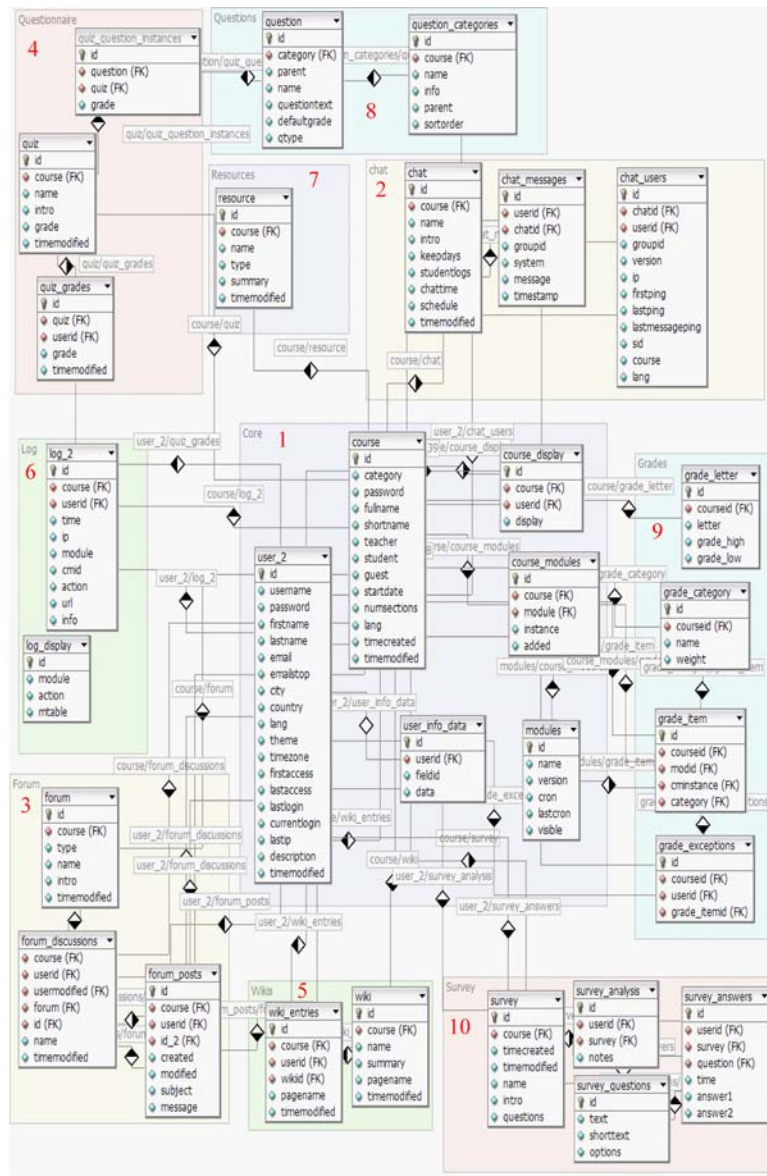 Questionnaire
4
quiz_question_instances
id
question (FK)
quiz (FK)
grade
quiz/quiz_question_instances
quiz
id
course (FK)
name
intro
grade
timemodified
quiz/quiz_grades
quiz_grades
id
quiz (FK)
userid (FK)
grade
timemodified
Questions
question
id
category (FK)
parent
name
questiontext
defaultgrade
qtype
8
question_categories
id
course (FK)
name
info
parent
sortorder
Resources
7
resource
id
course (FK)
name
type
summary
timemodified
course/quiz
course/resource
chat
2
chat
id
course (FK)
name
intro
keepdays
studentlogs
chattime
schedule
timemodified
chat_messages
id
userid (FK)
chatid (FK)
groupid
system
message
timestamp
chat_users
id
chatid (FK)
userid (FK)
groupid
version
ip
firstping
lastping
lastmessageping
sid
course
lang
course/chat
user_2/chat_users
Log
6
log_2
id
course (FK)
userid (FK)
time
ip
module
cmid
action
url
info
log_display
id
module
action
mtable
user_2/quiz_grades
course/log_2
user_2/log_2
Core
1
course
id
category
password
fullname
shortname
teacher
student
guest
startdate
numsections
lang
timecreated
timemodified
user_2
id
username
password
firstname
lastname
email
emailstop
city
country
lang
theme
timezone
firstaccess
lastaccess
lastlogin
currentlogin
lastip
description
timemodified
course_display
id
course (FK)
userid (FK)
display
course_modules
id
course (FK)
module (FK)
instance
added
user_info_data
id
userid (FK)
fieldid
data
modules
id
name
version
cron
lastcron
visible
Grades
9
course/grade_letter
grade_letter
id
courseid (FK)
letter
grade_high
grade_low
grade_category
id
courseid (FK)
name
weight
grade_item
id
courseid (FK)
modid (FK)
cminstance (FK)
category (FK)
grade_exceptions
id
courseid (FK)
userid (FK)
grade_itemid (FK)
course/forum
course/forum_discussions
Forum
3
forum
id
course (FK)
type
name
intro
timemodified
user_2/forum_dscussions
user_2/forum_discussions
user_2/forum_posts
user_2/wiki_entries
forum_dscussions
course (FK)
userid (FK)
usermodified (FK)
forum (FK)
id (FK)
name
timemodified
forum_posts
id
course (FK)
userid (FK)
id_2 (FK)
created
modified
subject
message
Wikis
5
wiki_entries
id
course (FK)
userid (FK)
wikiid (FK)
pagename
timemodified
wiki
id
course (FK)
name
summary
pagename
timemodified
course/survey
course/wiki
user_2/survey_analysis
user_2/survey_answers
Survey
10
survey
id
course (FK)
timecreated
timemodified
name
intro
questions
survey_analysis
id
userid (FK)
survey (FK)
notes
survey_questions
id
text
shorttext
options
survey_answers
id
userid (FK)
survey (FK)
question (FK)
time
answer1
answer2